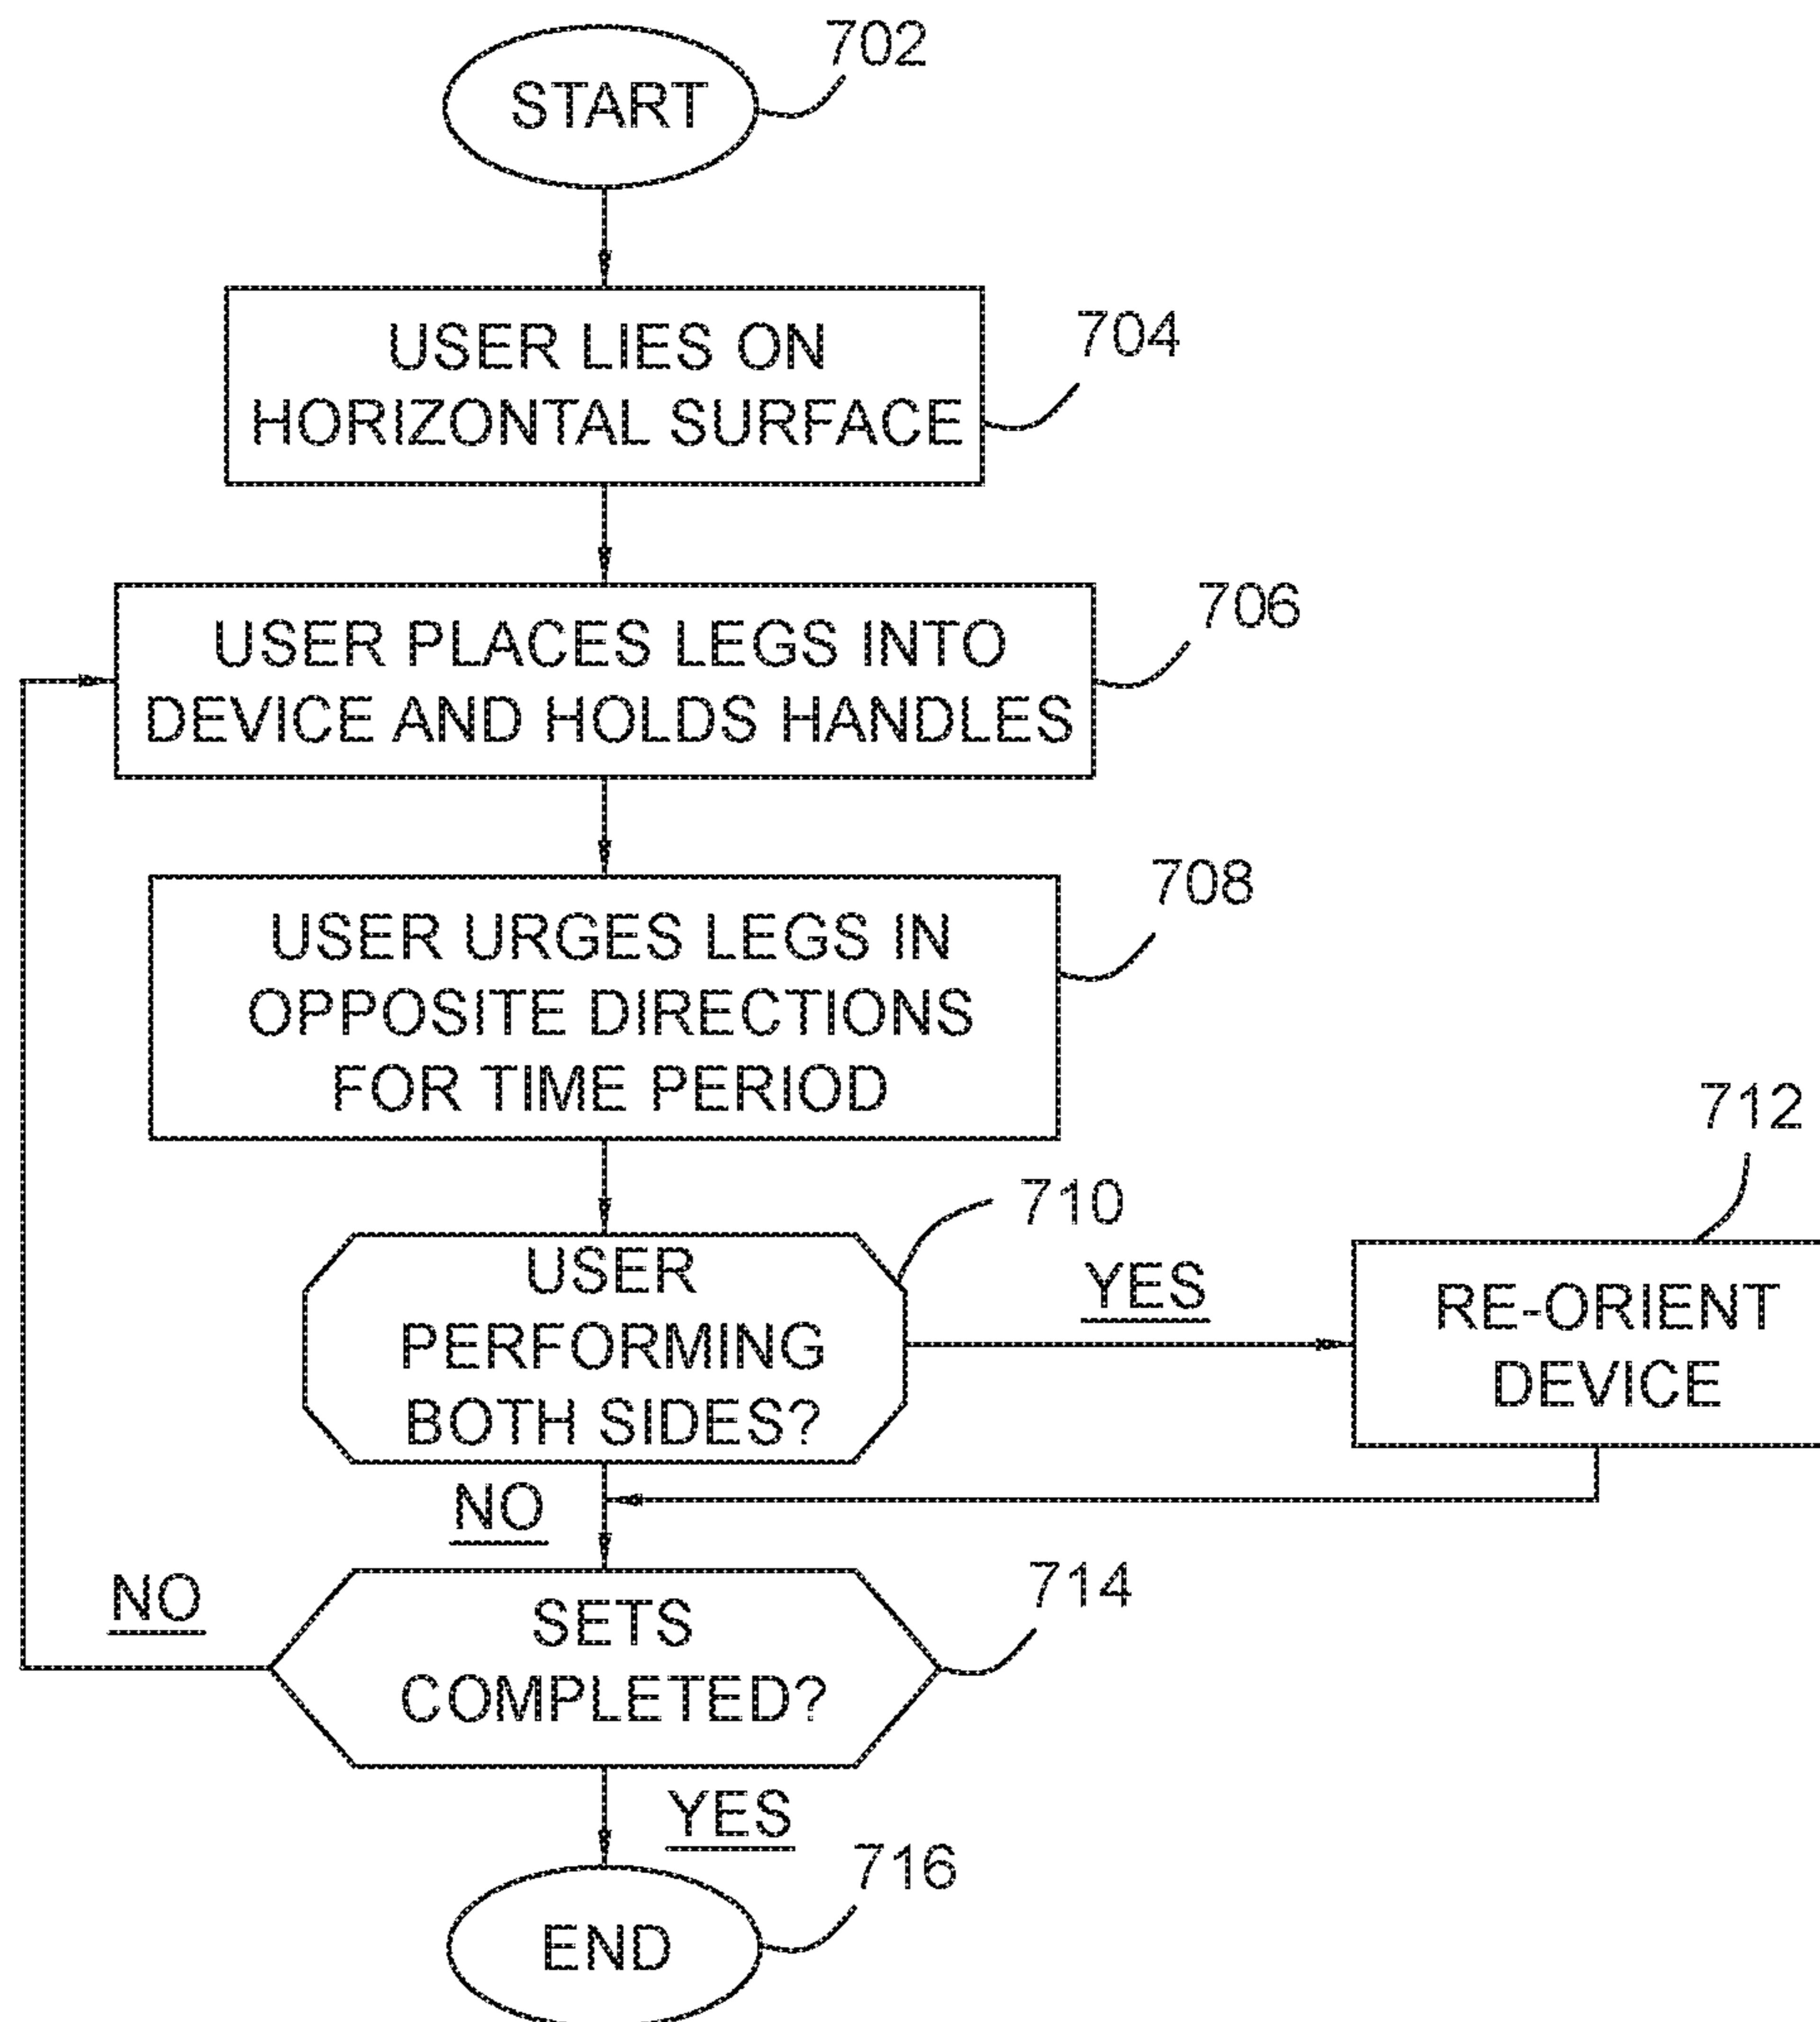 START
702
USER LIES ON
HORIZONTAL SURFACE
704
USER PLACES LEGS INTO
DEVICE AND HOLDS HANDLES
706
USER URGES LEGS IN
OPPOSITE DIRECTIONS
FOR TIME PERIOD
708
USER
PERFORMING
BOTH SIDES?
710
YES
RE-ORIENT
DEVICE
712
NO
SETS
COMPLETED?
714
NO
YES
END
716